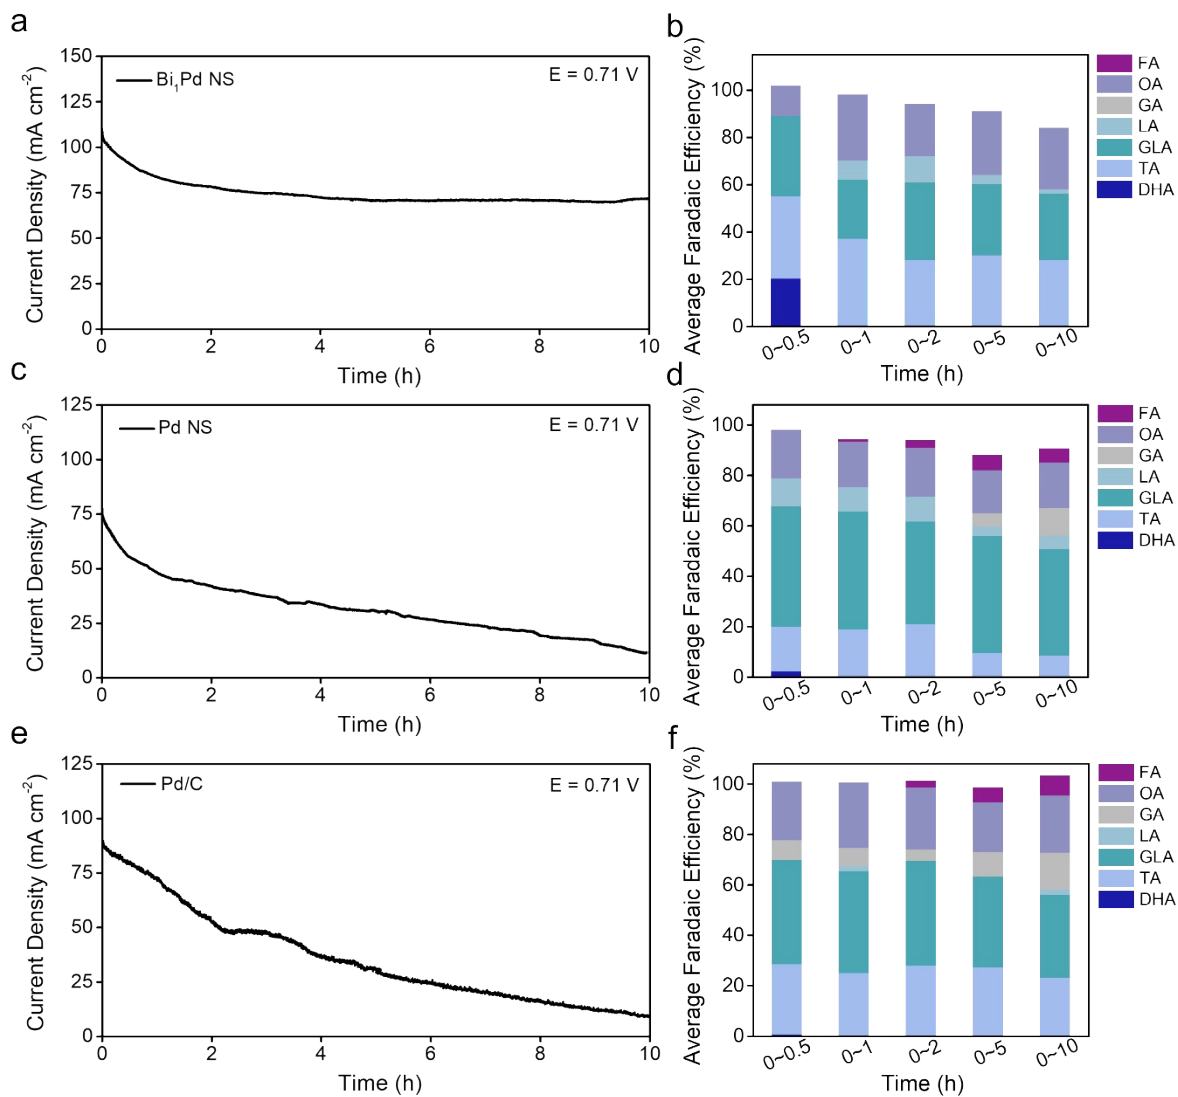 a
150
125
100
75
50
25
0
Current Density (mA cm-2)
Bi1Pd NS
E = 0.71 V
0 2 4 6 8 10
Time (h)
b
100
80
60
40
20
0
Average Faradaic Efficiency (%)
0~0.5 0~1 0~2 0~5 0~10
Time (h)
FA
OA
GA
LA
GLA
TA
DHA
c
125
100
75
50
25
0
Current Density (mA cm-2)
Pd NS
E = 0.71 V
0 2 4 6 8 10
Time (h)
d
100
80
60
40
20
0
Average Faradaic Efficiency (%)
0~0.5 0~1 0~2 0~5 0~10
Time (h)
FA
OA
GA
LA
GLA
TA
DHA
e
125
100
75
50
25
0
Current Density (mA cm-2)
Pd/C
E = 0.71 V
0 2 4 6 8 10
Time (h)
f
100
80
60
40
20
0
Average Faradaic Efficiency (%)
0~0.5 0~1 0~2 0~5 0~10
Time (h)
FA
OA
GA
LA
GLA
TA
DHA